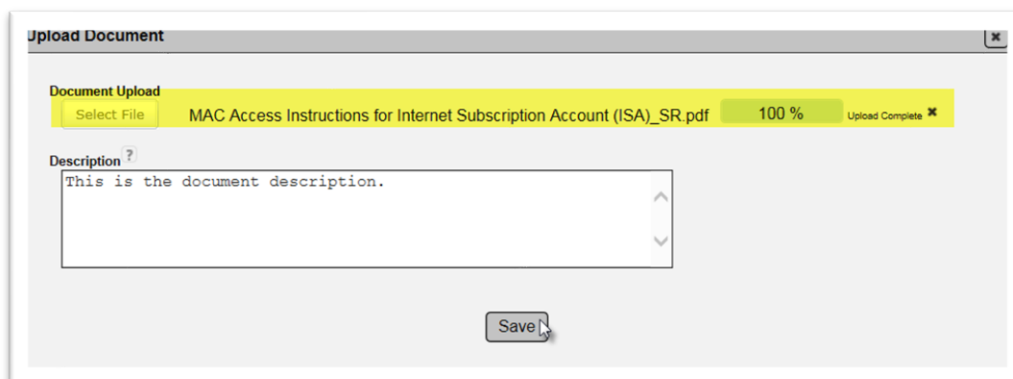 Upload Document
Document Upload
Select File MAC Access Instructions for Internet Subscription Account (ISA)_SR.pdf 100 % Upload Complete ✖
Description ?
This is the document description.
Save